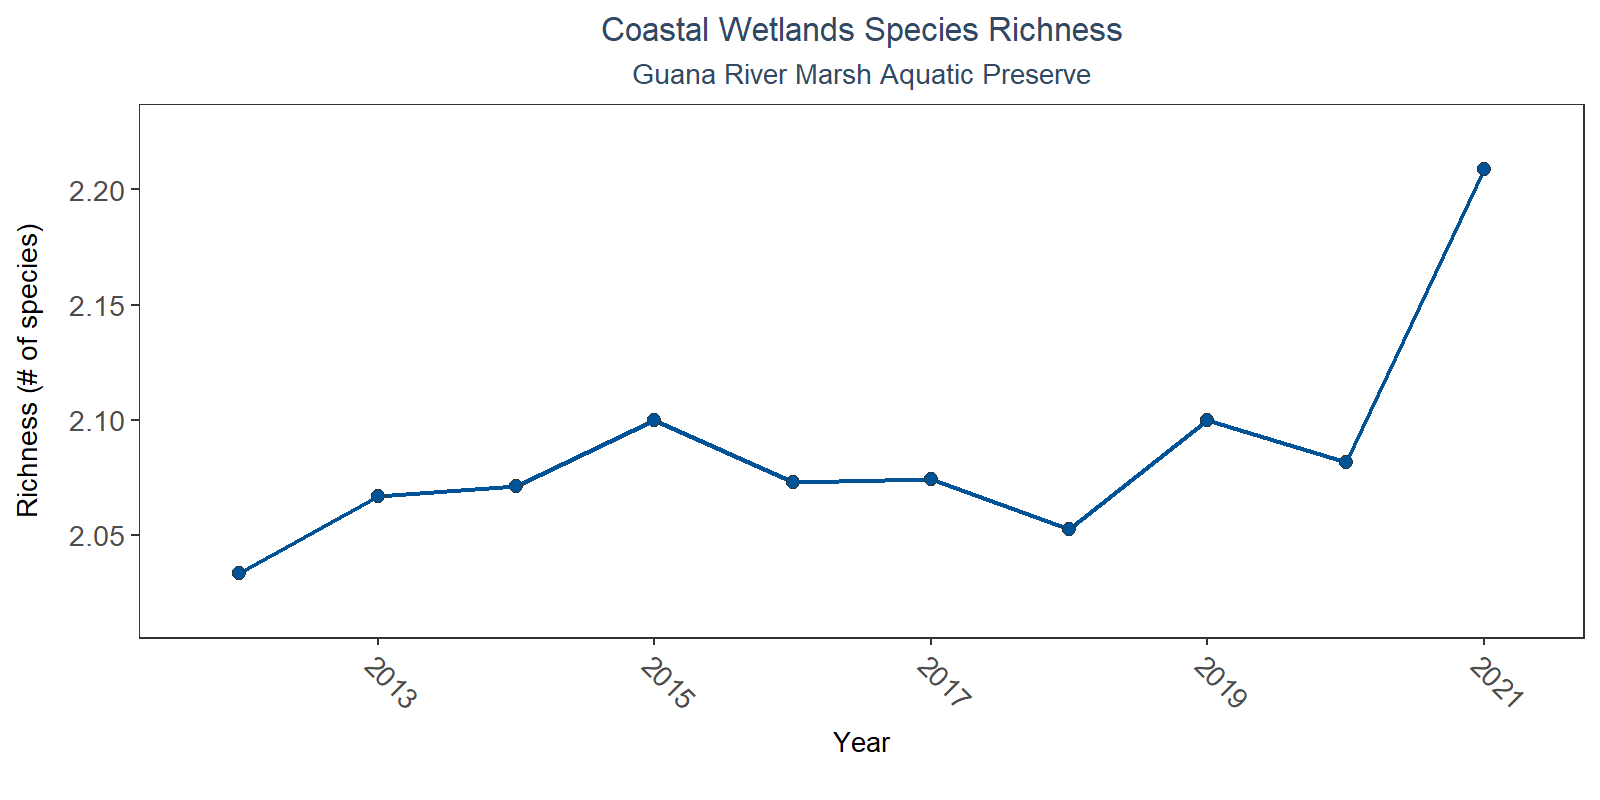 Coastal Wetlands Species Richness
Guana River Marsh Aquatic Preserve
Richness (# of species)
2.20
2.15
2.10
2.05
2013
2015
2017
2019
2021
Year